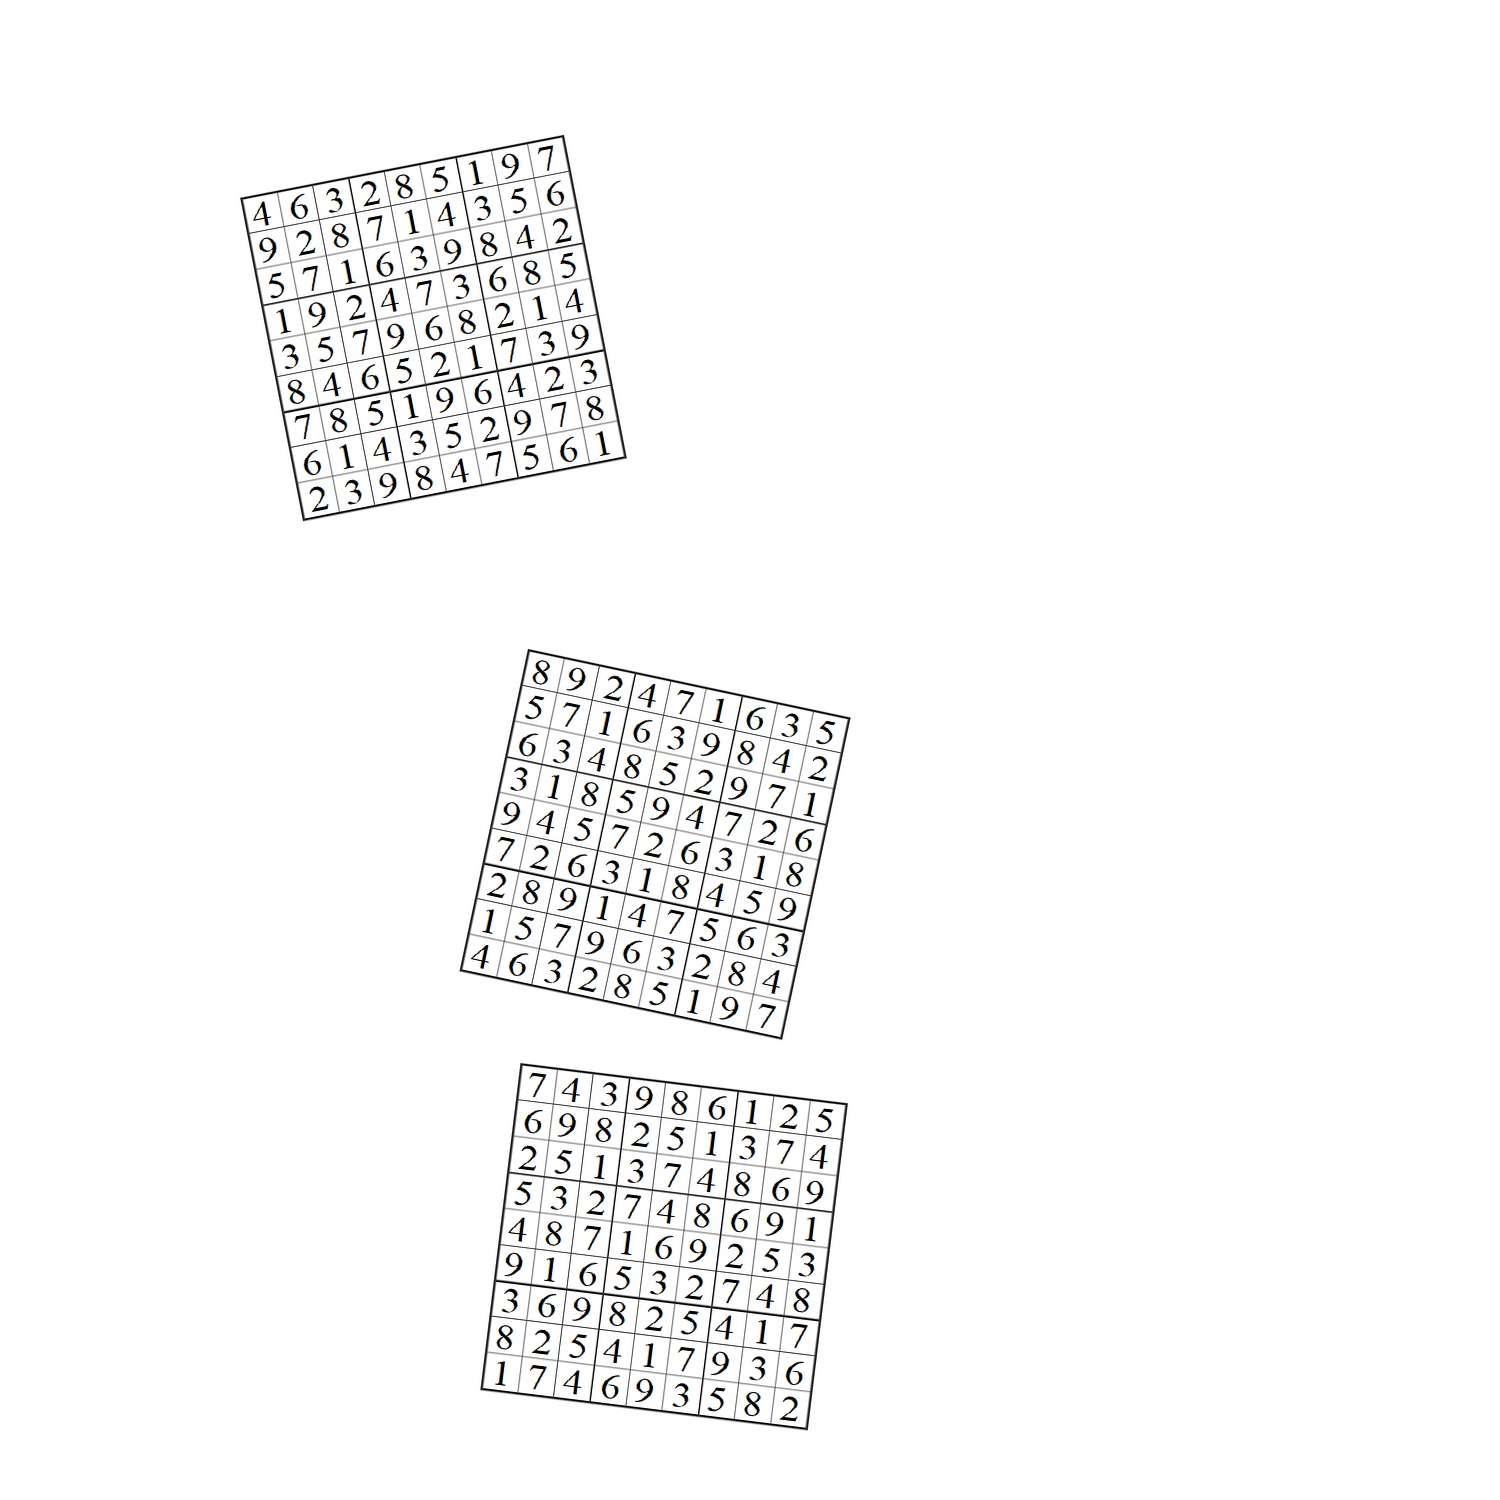 4 6 3 2 8 5 1 9 7
9 2 8 7 1 4 3 5 6
5 7 1 6 3 9 8 4 2
1 9 2 4 7 3 6 8 5
3 5 7 9 6 8 2 1 4
8 4 6 5 2 1 7 3 9
7 8 5 1 9 6 4 2 3
6 1 4 3 5 2 9 7 8
2 3 9 8 4 7 5 6 1
8 9 2 4 7 1 6 3 5
5 7 1 6 3 9 8 4 2
6 3 4 8 5 2 9 7 1
3 1 8 5 9 4 7 2 6
9 4 5 7 2 6 3 1 8
7 2 6 3 1 8 4 5 9
2 8 9 1 4 7 5 6 3
1 5 7 9 6 3 2 8 4
4 6 3 2 8 5 1 9 7
7 4 3 9 8 6 1 2 5
6 9 8 2 5 1 3 7 4
2 5 1 3 7 4 8 6 9
5 3 2 7 4 8 6 9 1
4 8 7 1 6 9 2 5 3
9 1 6 5 3 2 7 4 8
3 6 9 8 2 5 4 1 7
8 2 5 4 1 7 9 3 6
1 7 4 6 9 3 5 8 2